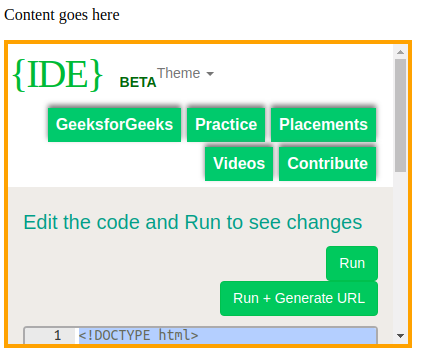 Content goes here
{IDE} BETA Theme
GeeksforGeeks Practice Placements
Videos Contribute
Edit the code and Run to see changes
Run
Run + Generate URL
1 <!DOCTYPE html>